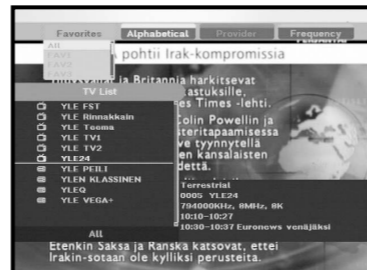 Favorites Alphabetical Provider Frequency
All
FAV1
FAV2
FAV3
pohtii Irak-kompromissia
ja Britannia harkitsevat
TV List
YLE FST
YLE Rinnakkain
YLE Teema
YLE TV1
YLE TV2
YLE24
YLE PEILI
YLEN KLASSINEN
YLEQ
YLE VEGA+
All
astuksille,
es Times -lehti.
Colin Powellin ja
steritapaamisessa
ve tyynnytellä
en kansalaisten
dettä.
Terrestrial
0005 YLE24
794000KHz, 8MHz, 8K
10:10-10:27
10:30-10:37 Euronews venäjäksi
Etenkin Saksa ja Ranska katsovat, ettei
Irakin-sotaan ole kylliksi perusteita.